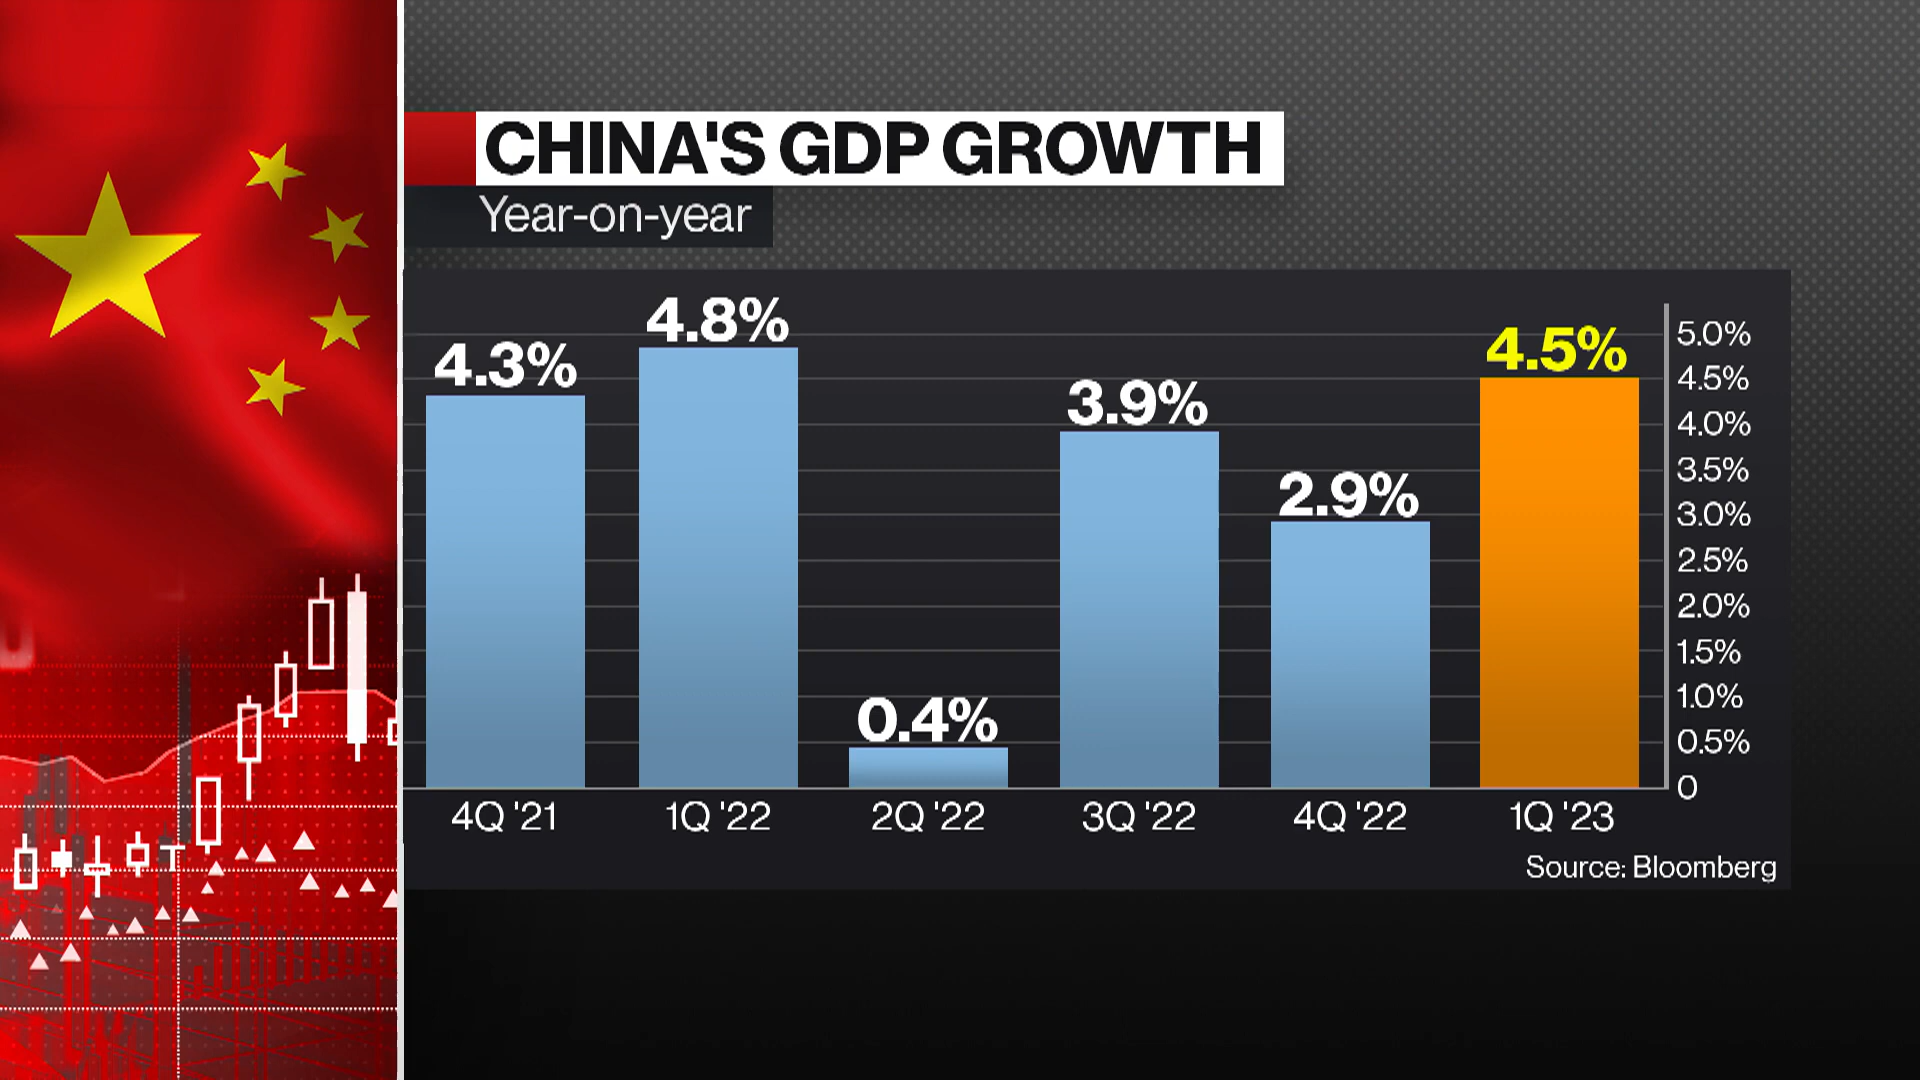 CHINA'S GDP GROWTH
Year-on-year
4.3%
4.8%
0.4%
3.9%
2.9%
4.5%
5.0%
4.5%
4.0%
3.5%
3.0%
2.5%
2.0%
1.5%
1.0%
0.5%
0
4Q '21
1Q '22
2Q '22
3Q '22
4Q '22
1Q '23
Source: Bloomberg